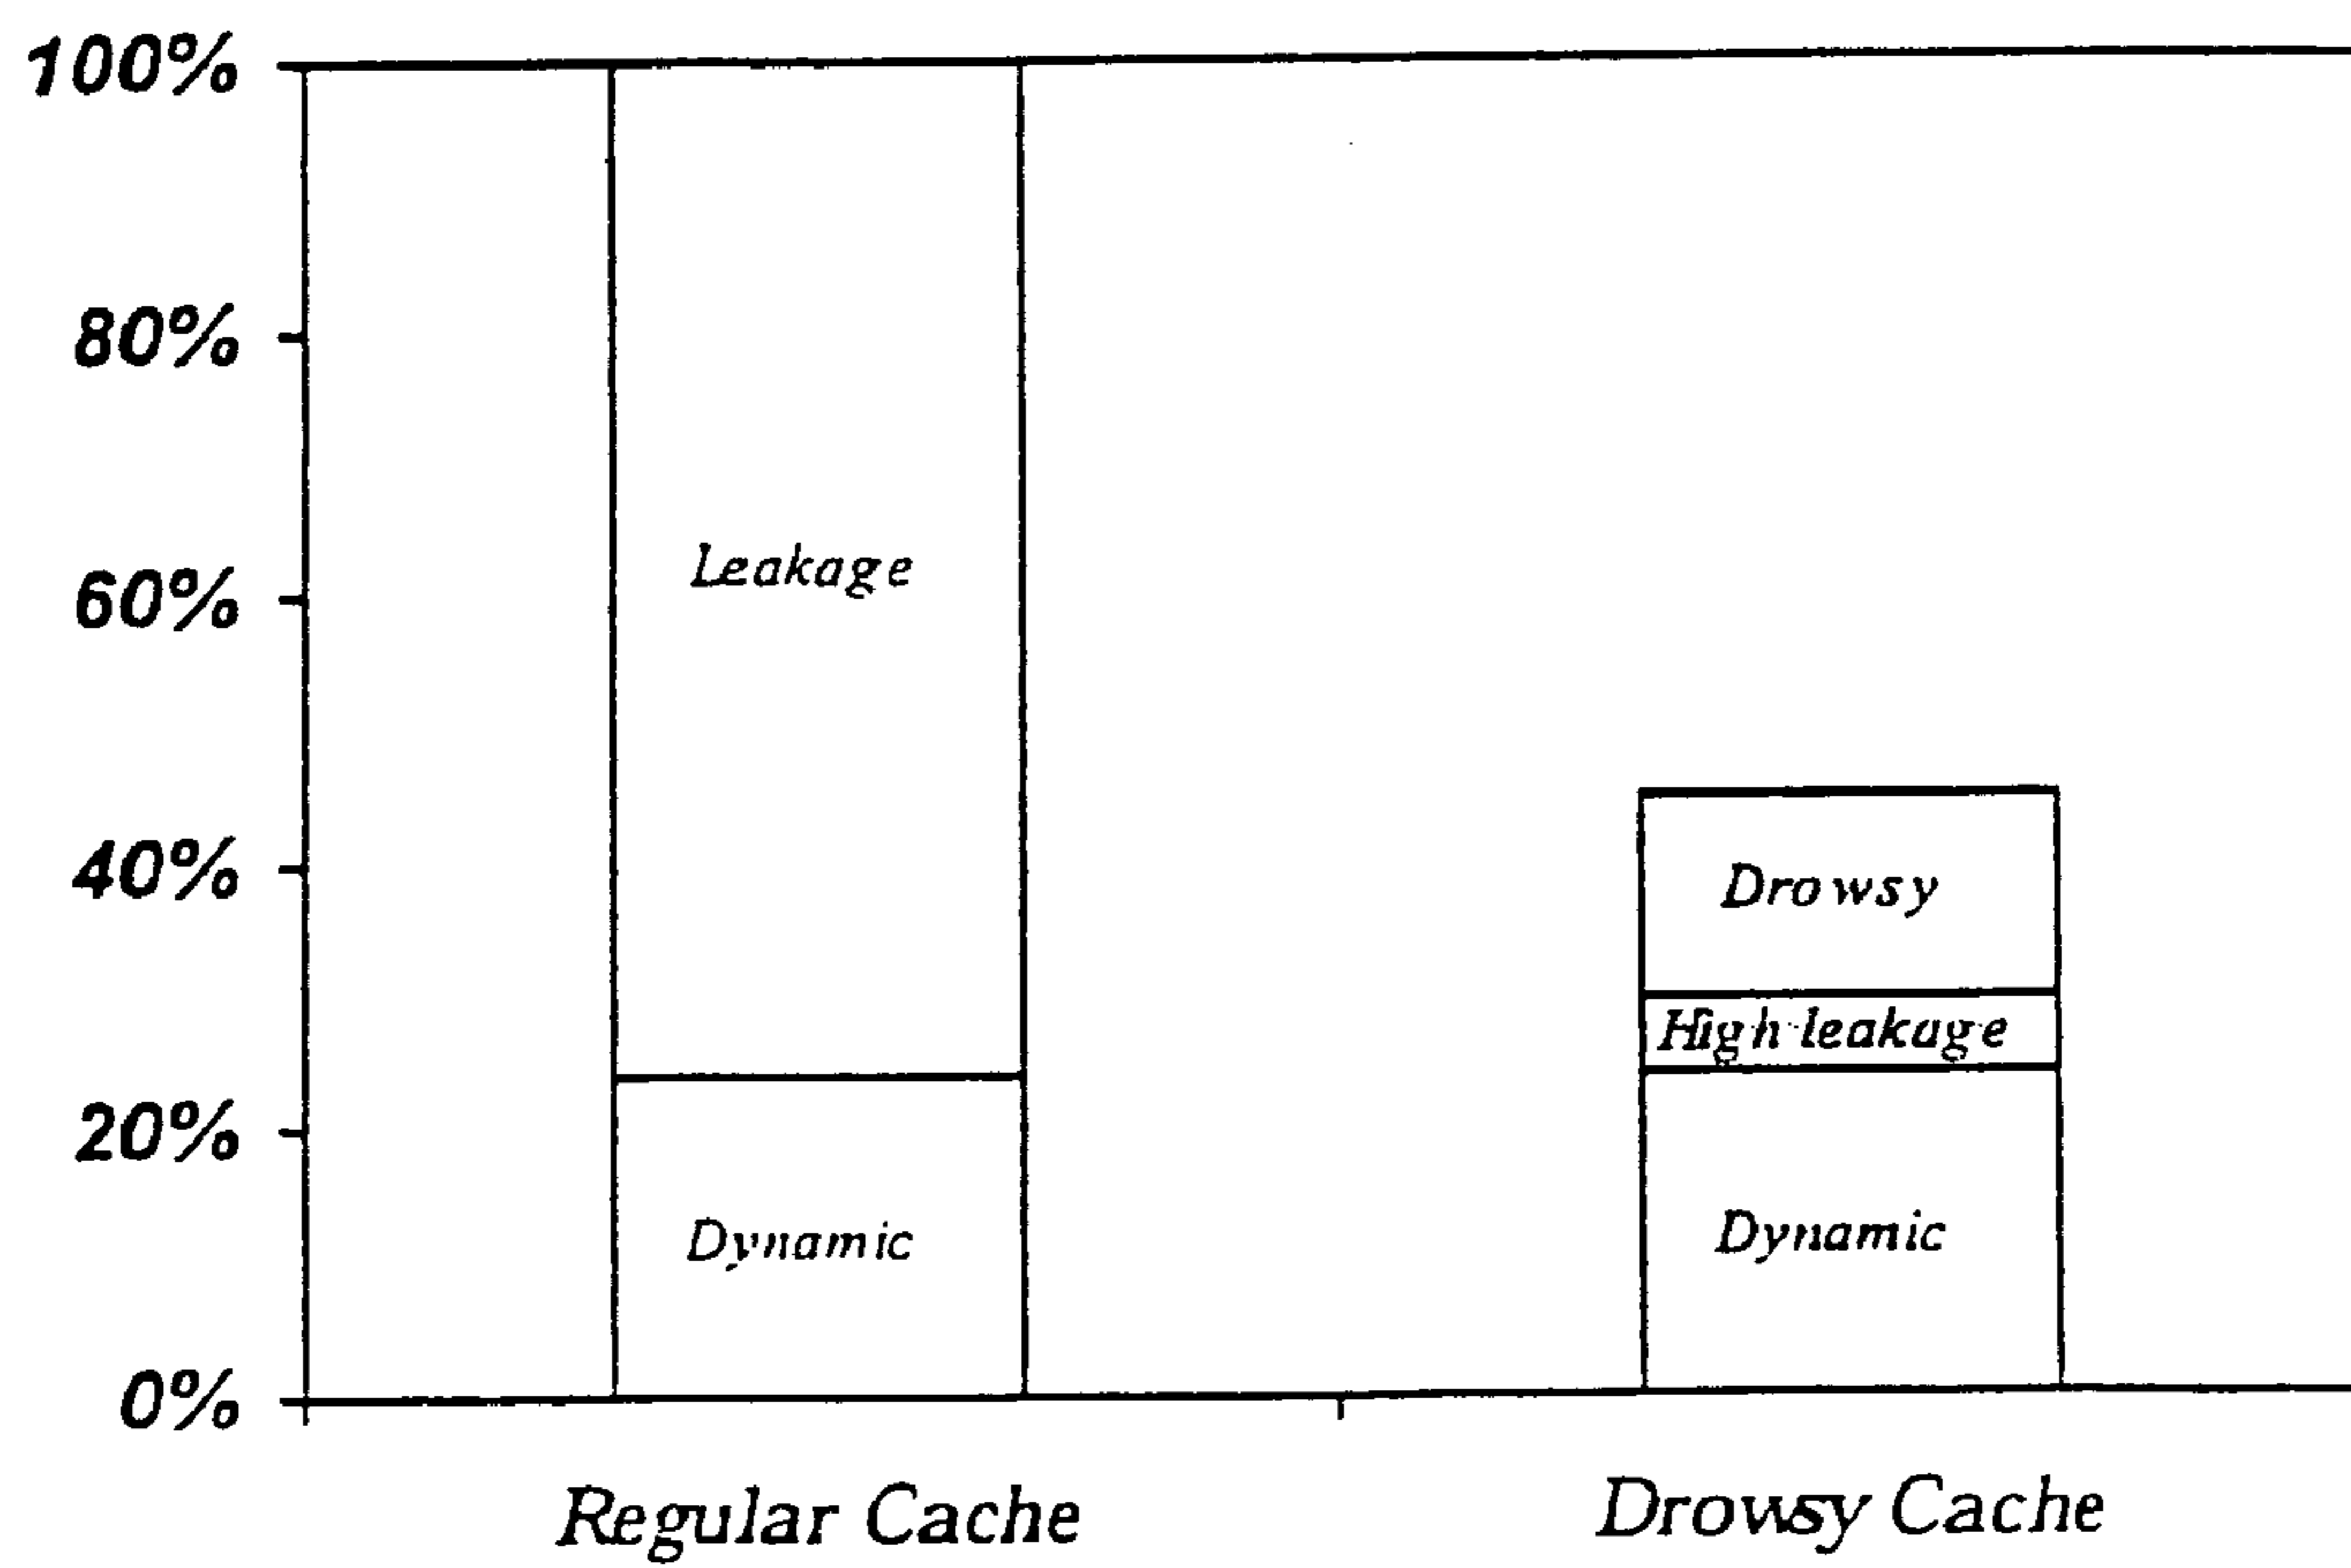 100%
80%
60%
40%
20%
0%
Leakage
Dynamic
Drowsy
High leakage
Dynamic
Regular Cache
Drowsy Cache